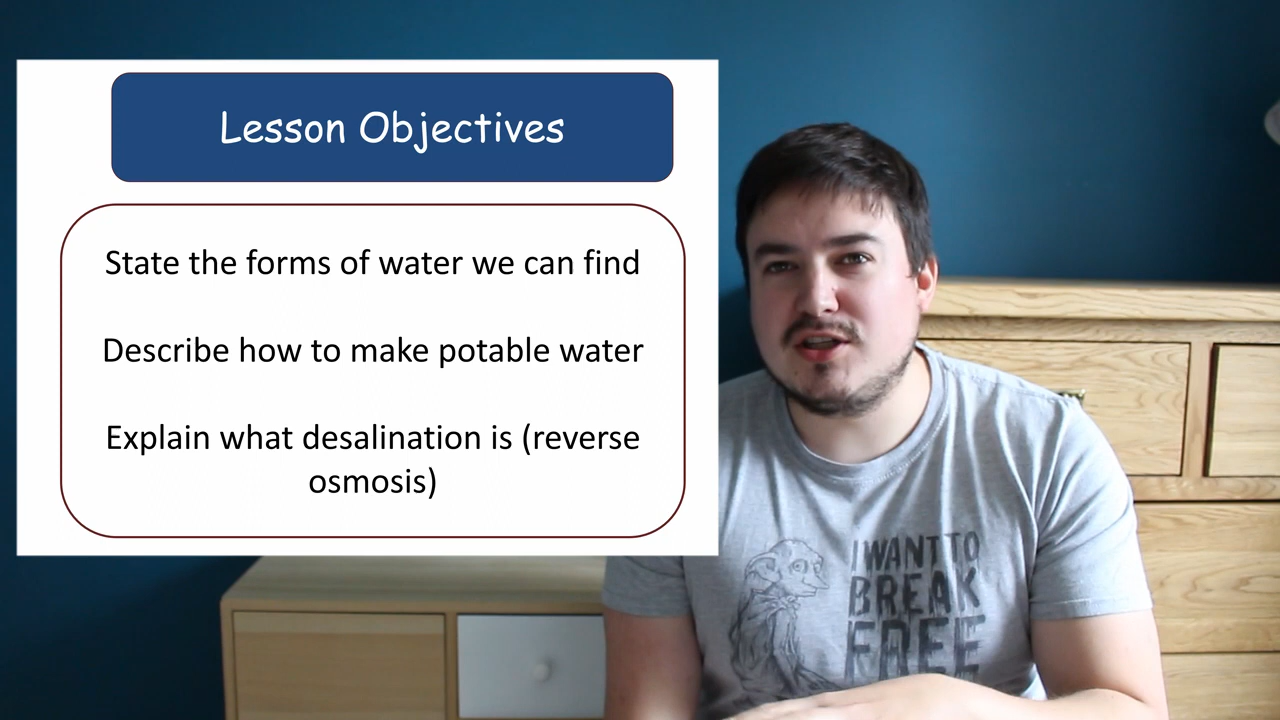 Lesson Objectives
State the forms of water we can find
Describe how to make potable water
Explain what desalination is (reverse
osmosis)
I WANT TO
BREAK
FREE